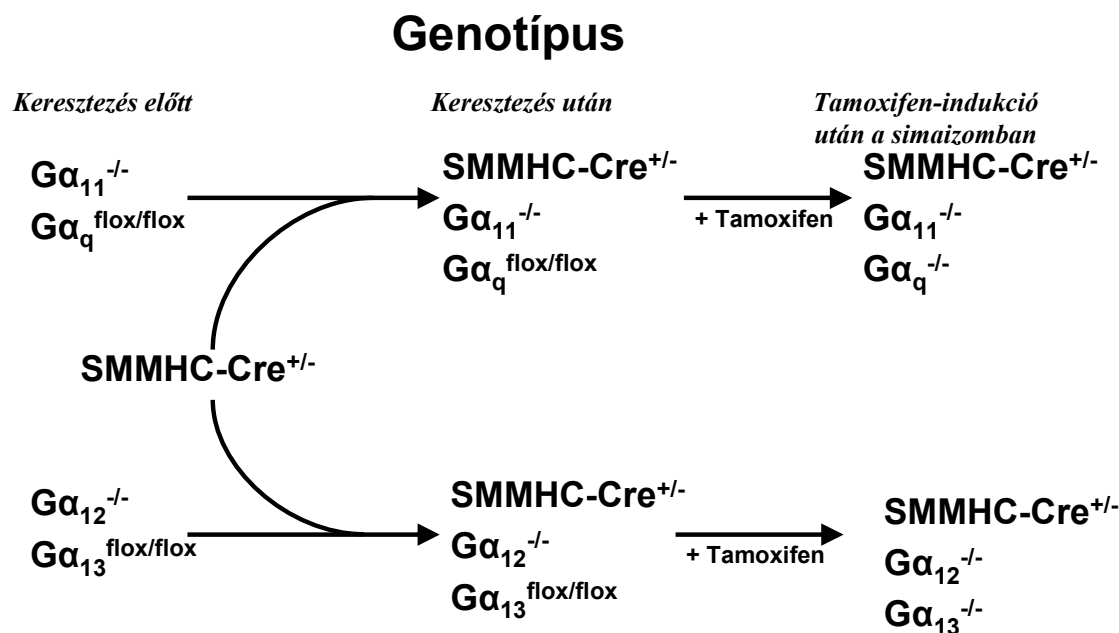 Genotípus
Keresztezés előtt
Keresztezés után
Tamoxifen-indukció
után a simaizomban
Gα11-/-
Gαqflox/flox
SMMHC-Cre+/-
Gα11-/-
Gαqflox/flox
+ Tamoxifen
SMMHC-Cre+/-
Gα11-/-
Gαq-/-
SMMHC-Cre+/-
Gα12-/-
Gα13flox/flox
SMMHC-Cre+/-
Gα12-/-
Gα13flox/flox
+ Tamoxifen
SMMHC-Cre+/-
Gα12-/-
Gα13-/-